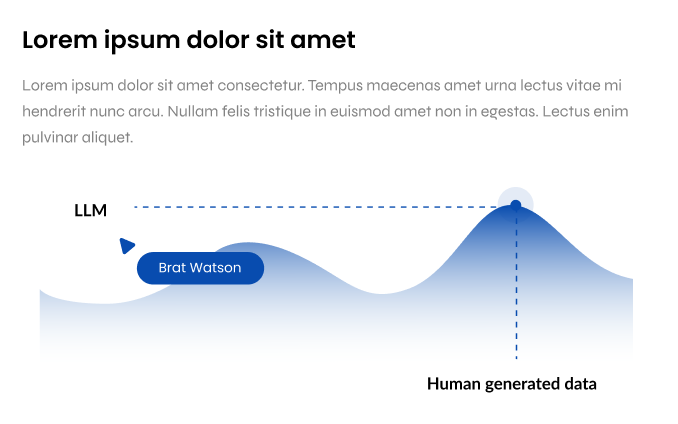 Lorem ipsum dolor sit amet
Lorem ipsum dolor sit amet consectetur. Tempus maecenas amet urna lectus vitae mi
hendrerit nunc arcu. Nullam felis tristique in euismod amet non in egestas. Lectus enim
pulvinar aliquet.
LLM
Brat Watson
Human generated data